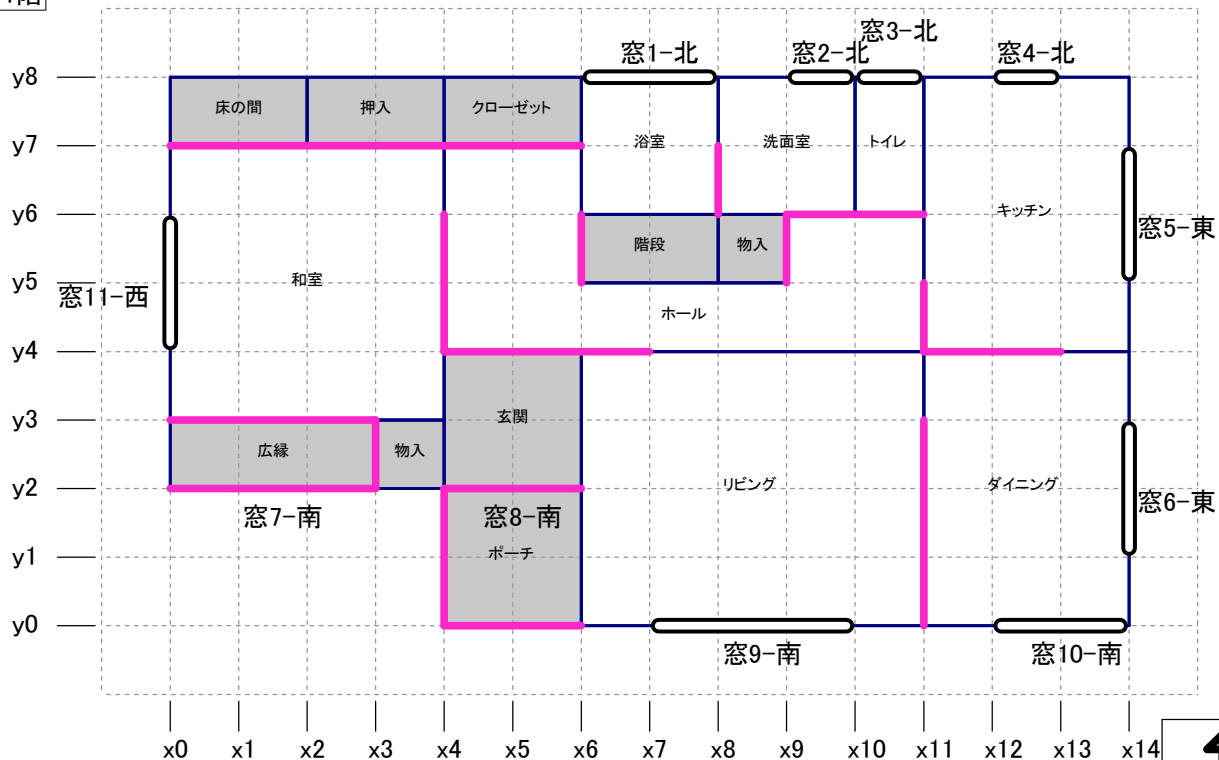 1階
窓3-北
窓1-北
窓2-北
窓4-北
y8
床の間
押入
クローゼット
y7
浴室
洗面室
トイレ
y6
キッチン
階段
物入
窓5-東
y5
和室
窓11-西
ホール
y4
玄関
y3
広縁
物入
y2
リビング
ダイニング
窓6-東
窓7-南
窓8-南
ポーチ
y1
y0
窓9-南
窓10-南
x0 x1 x2 x3 x4 x5 x6 x7 x8 x9 x10 x11 x12 x13 x14